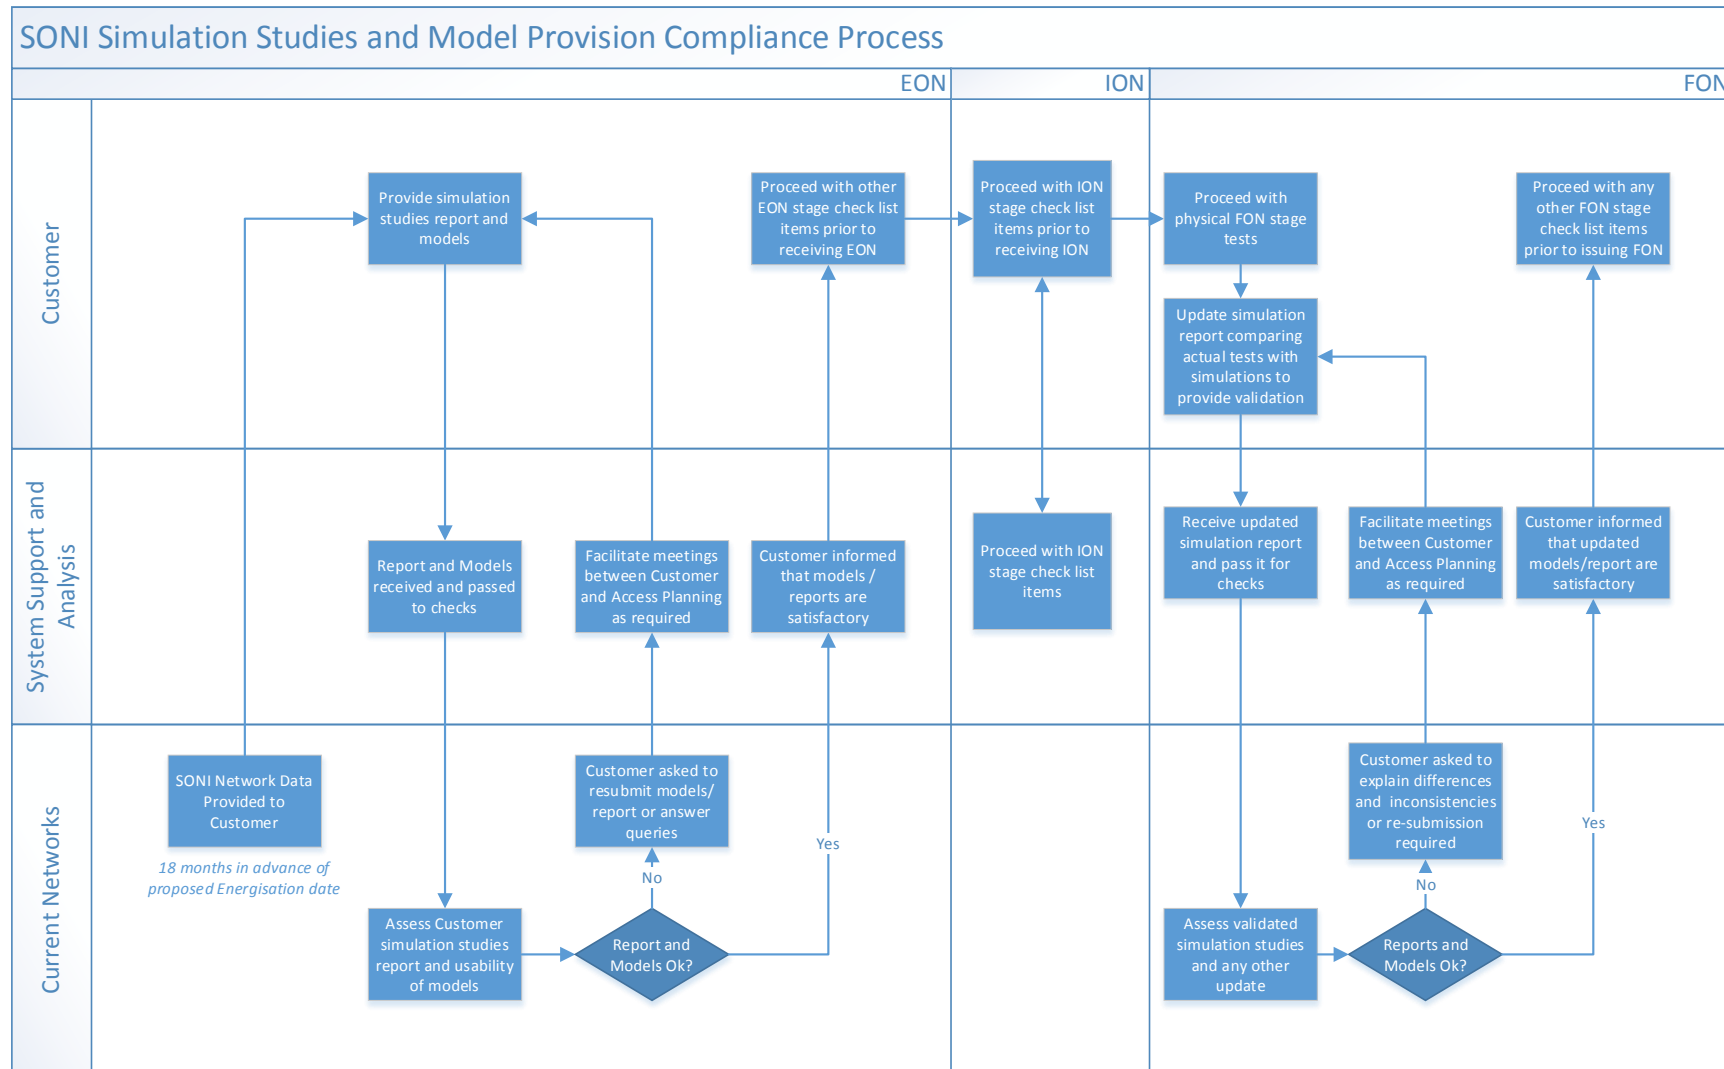 SONI Simulation Studies and Model Provision Compliance Process
EON
ION
FON
Customer
Provide simulation
studies report and
models
Proceed with other
EON stage check list
items prior to
receiving EON
Proceed with ION
stage check list
items prior to
receiving ION
Proceed with
physical FON stage
tests
Proceed with any
other FON stage
check list items
prior to issuing FON
Update simulation
report comparing
actual tests with
simulations to
provide validation
System Support and
Analysis
Report and Models
received and passed
to checks
Facilitate meetings
between Customer
and Access Planning
as required
Customer informed
that models /
reports are
satisfactory
Proceed with ION
stage check list
items
Receive updated
simulation report
and pass it for
checks
Facilitate meetings
between Customer
and Access Planning
as required
Customer informed
that updated
models/report are
satisfactory
Current Networks
SONI Network Data
Provided to
Customer
18 months in advance of
proposed Energisation date
Customer asked to
resubmit models/
report or answer
queries
Yes
No
Assess Customer
simulation studies
report and usability
of models
Report and
Models Ok?
Customer asked to
explain differences
and inconsistencies
or re-submission
required
Yes
No
Assess validated
simulation studies
and any other
update
Reports and
Models Ok?